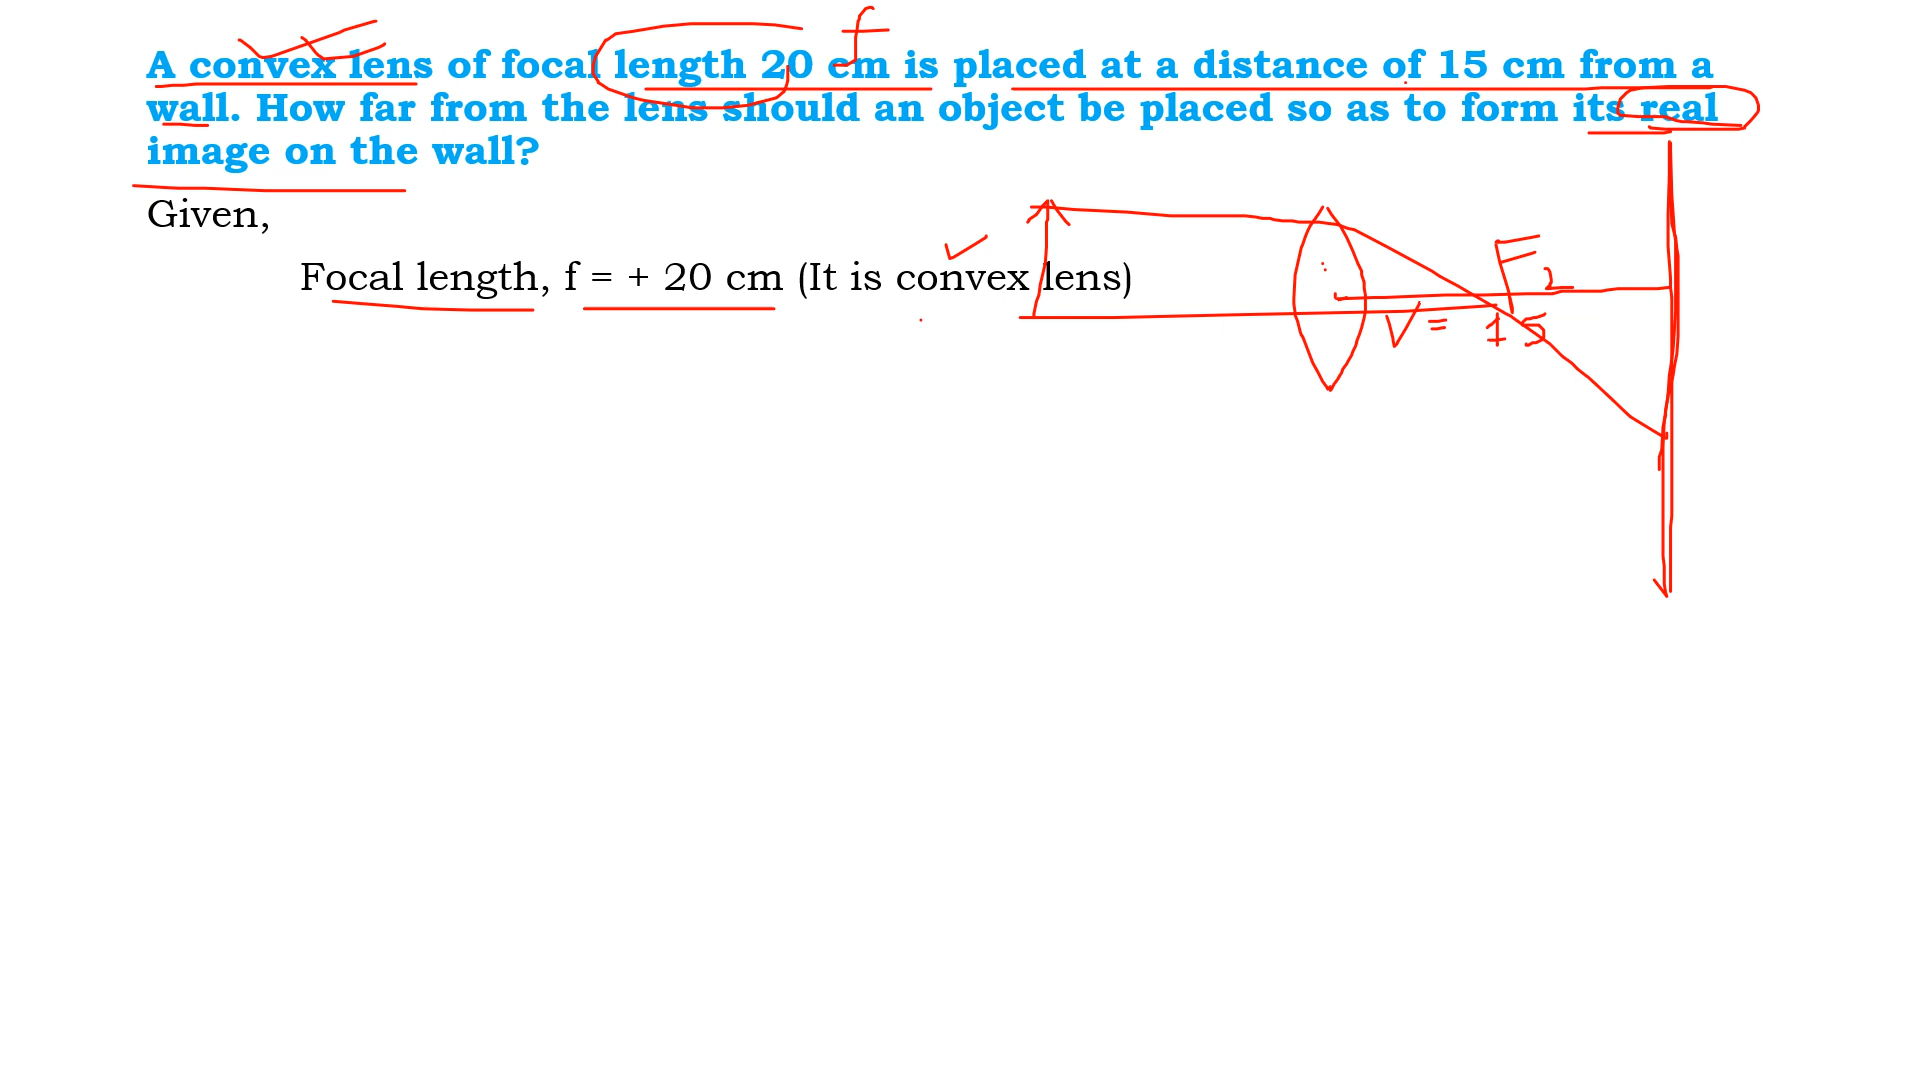 A convex lens of focal length 20 cm is placed at a distance of 15 cm from a
wall. How far from the lens should an object be placed so as to form its real
image on the wall?
f
Given,
Focal length, f = + 20 cm (It is convex lens)
F2
V = 15